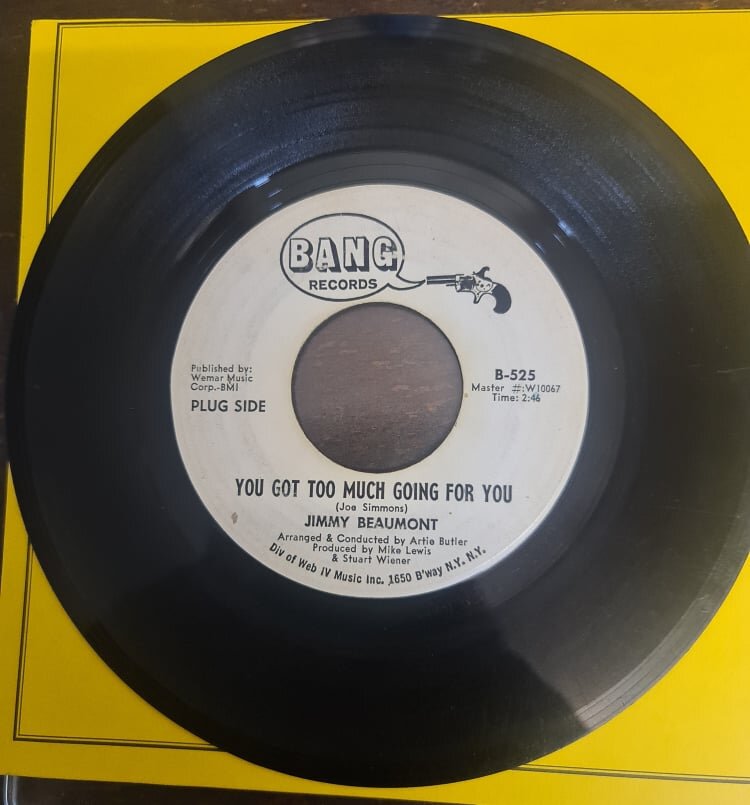 BANG
RECORDS
Published by:
Wemar Music
Corp.-BMI
PLUG SIDE
B-525
Master #:W10067
Time: 2:46
YOU GOT TOO MUCH GOING FOR YOU
(Joe Simmons)
JIMMY BEAUMONT
Arranged & Conducted by Artie Butler
Produced by Mike Lewis
& Stuart Wiener
Div of Web IV Music Inc. 1650 B'way N.Y. N.Y.